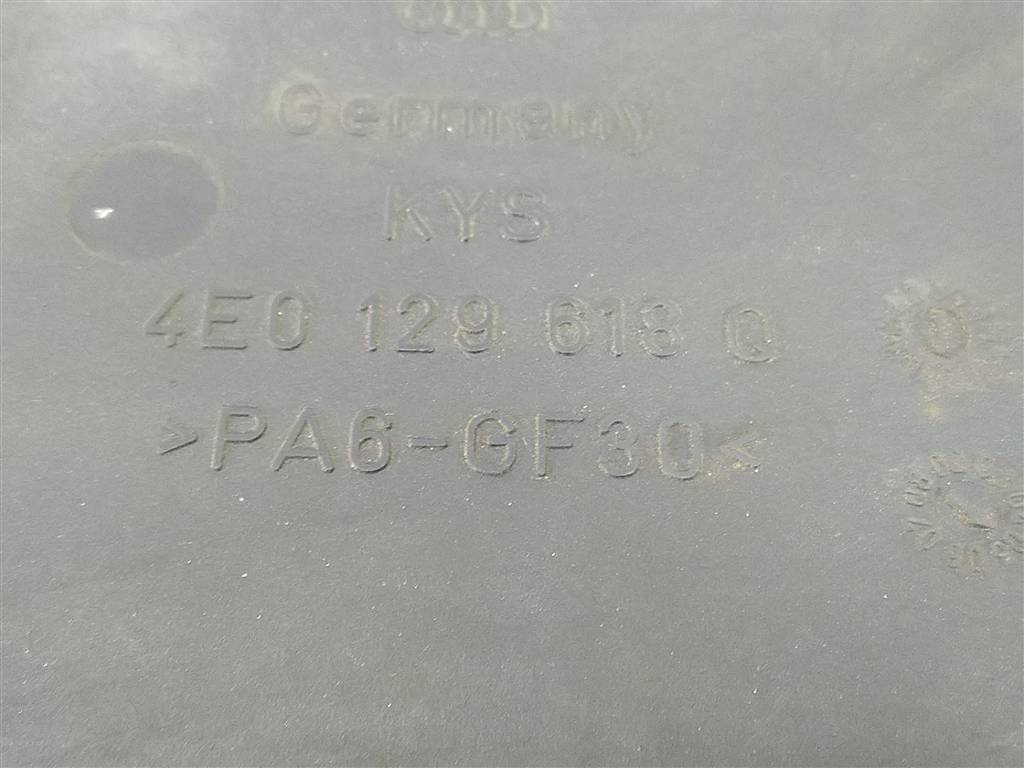 Germany
KYS
4E0 129 618 Q
>PA6-GF30<